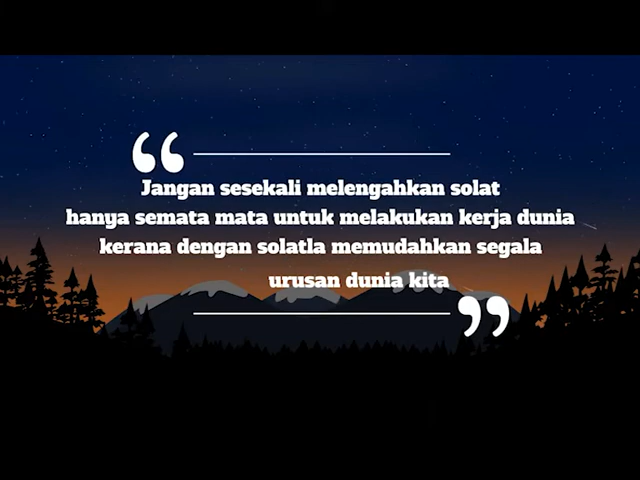 Jangan sesekali melengahkan solat
hanya semata mata untuk melakukan kerja dunia
kerana dengan solatla memudahkan segala
urusan dunia kita